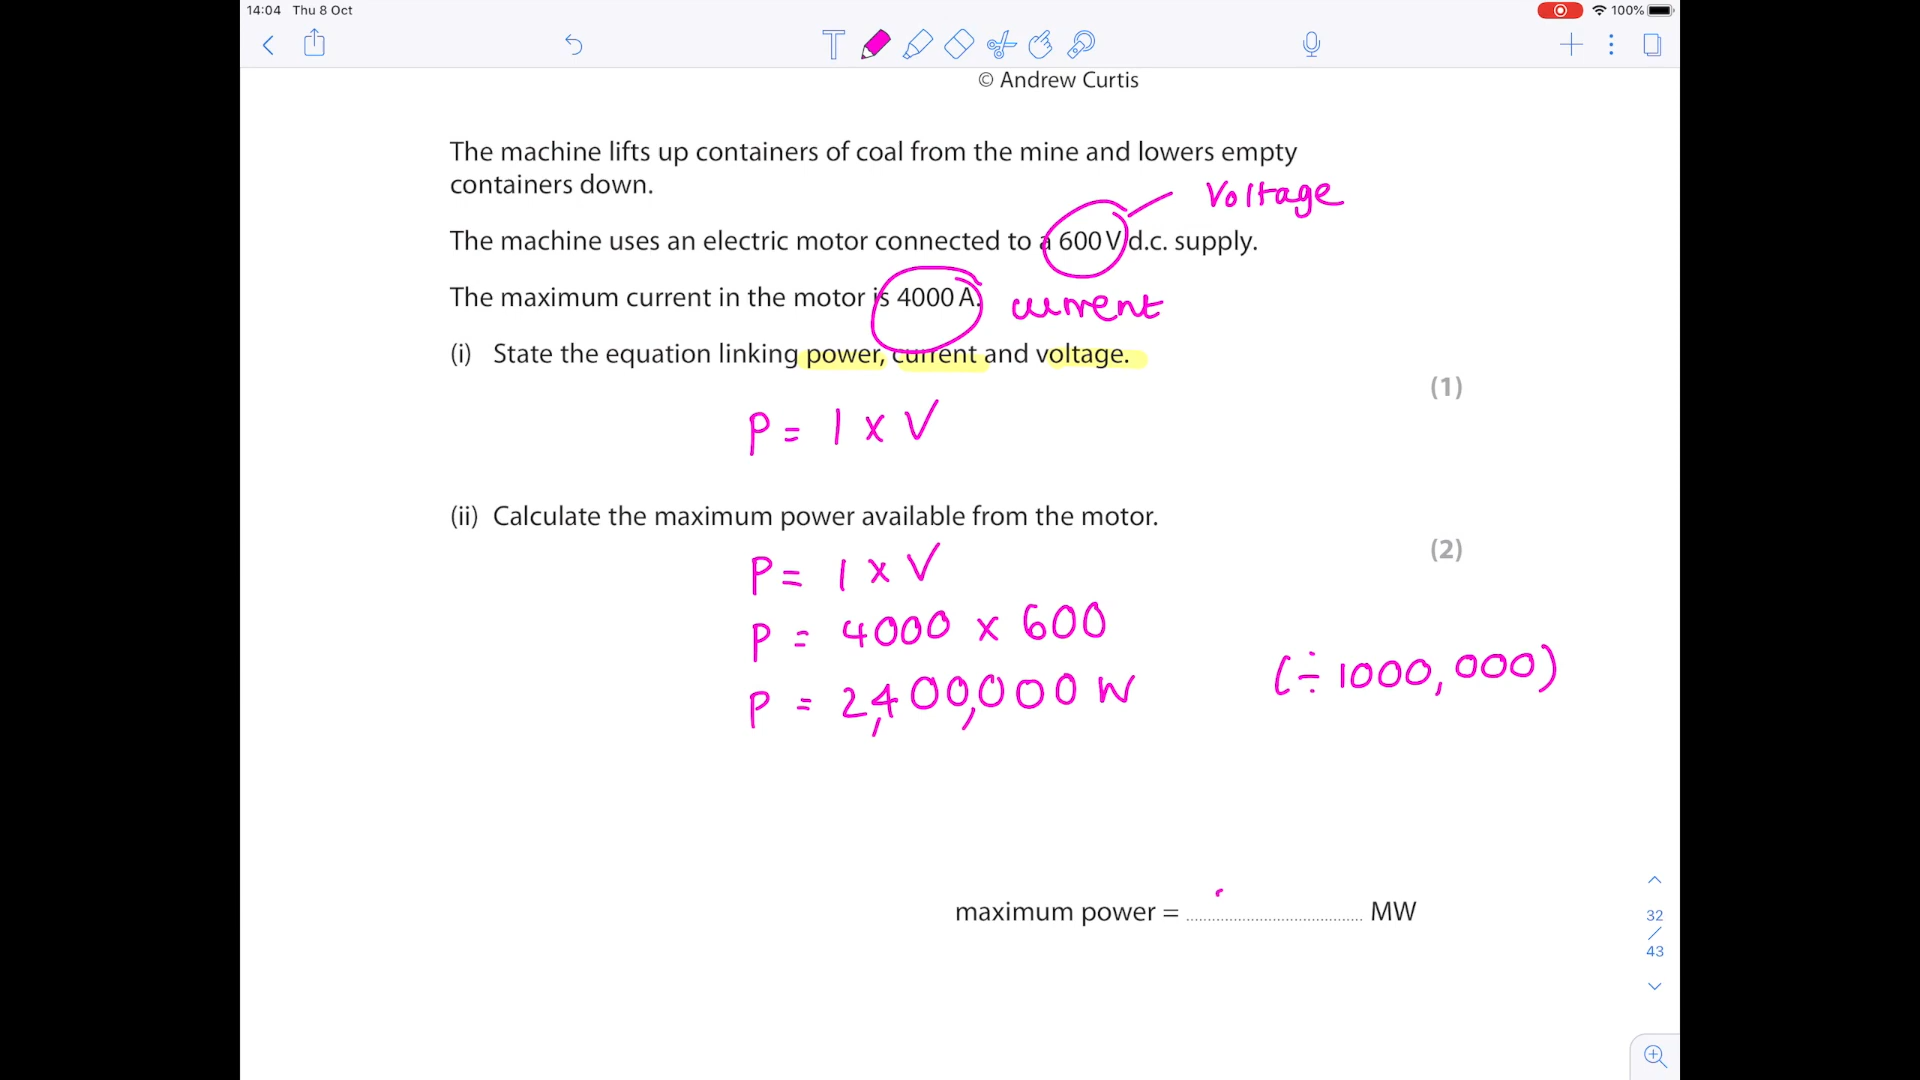 14:04 Thu 8 Oct 100%
T
© Andrew Curtis
The machine lifts up containers of coal from the mine and lowers empty
containers down.
Voltage
The machine uses an electric motor connected to a 600 V d.c. supply.
The maximum current in the motor is 4000 A.
current
(i) State the equation linking power, current and voltage.
(1)
P = I x V
(ii) Calculate the maximum power available from the motor.
(2)
P = I x V
P = 4000 x 600
P = 2,400,000 W
(÷ 1000,000)
maximum power = ........................................ MW
32
/
43